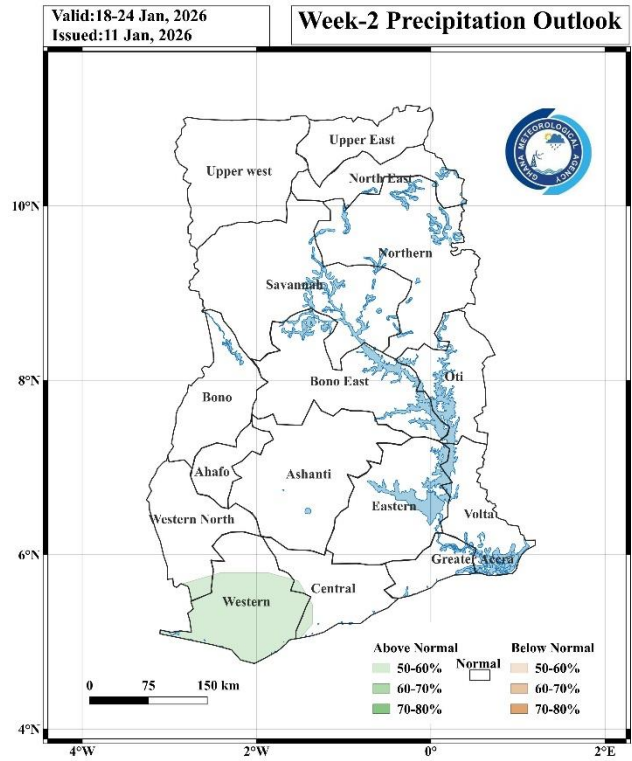 Valid:18-24 Jan, 2026
Issued:11 Jan, 2026
Week-2 Precipitation Outlook
GHANA METEOROLOGICAL AGENCY
Upper East
Upper west
North East
10°N
Northern
Savannah
8°N
Bono East
Oti
Bono
Ahafo
Ashanti
Eastern
Volta
Western North
6°N
Greater Accra
Western
Central
Above Normal
Normal
Below Normal
50-60%
50-60%
60-70%
60-70%
70-80%
70-80%
0 75 150 km
4°N
4°W 2°W 0° 2°E